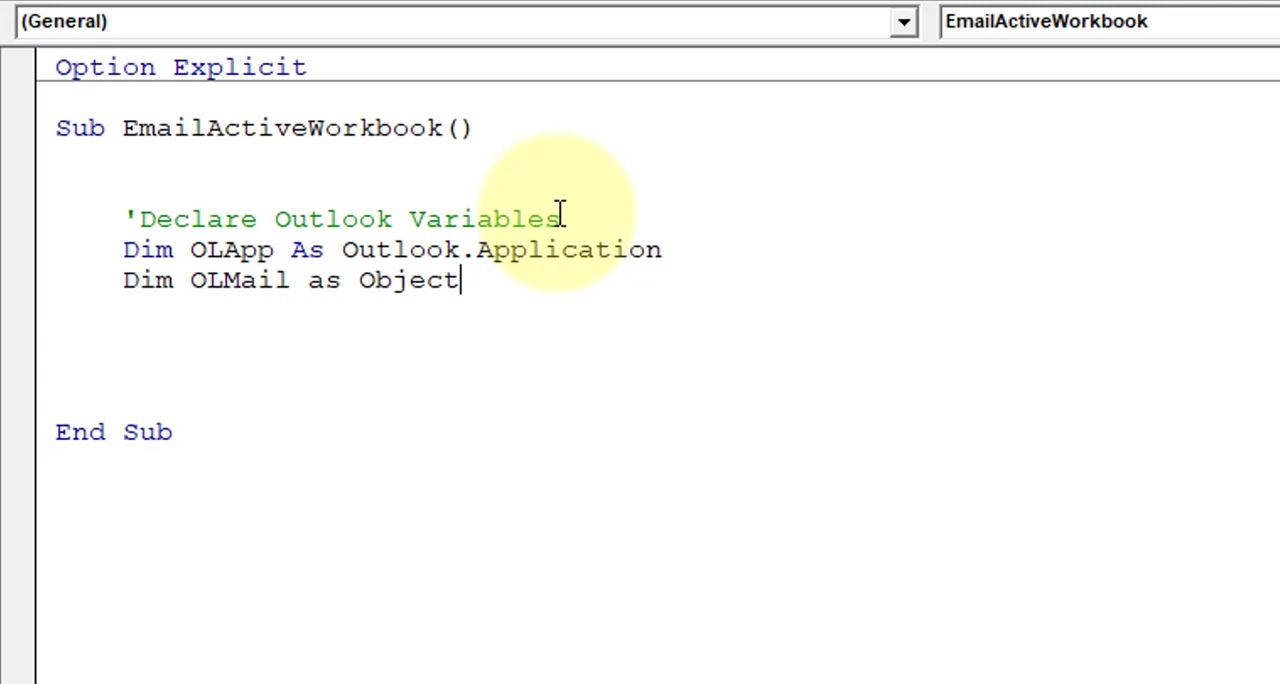 (General)
EmailActiveWorkbook
Option Explicit
Sub EmailActiveWorkbook()
'Declare Outlook Variables
Dim OLApp As Outlook.Application
Dim OLMail as Object
End Sub